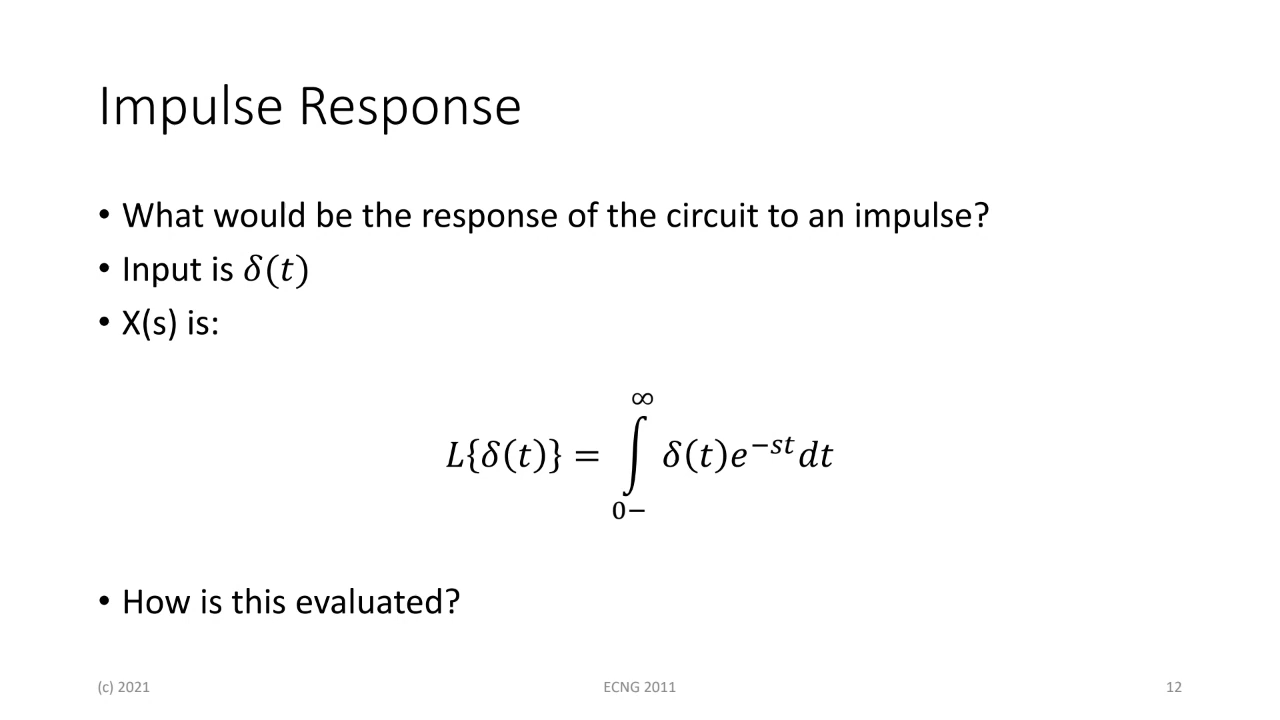 Impulse Response
• What would be the response of the circuit to an impulse?
• Input is 𝛿(𝑡)
• X(s) is:
𝐿{𝛿(𝑡)} = ∫_{0−}^{∞} 𝛿(𝑡)𝑒^{−𝑠𝑡}𝑑𝑡
• How is this evaluated?
(c) 2021 ECNG 2011 12